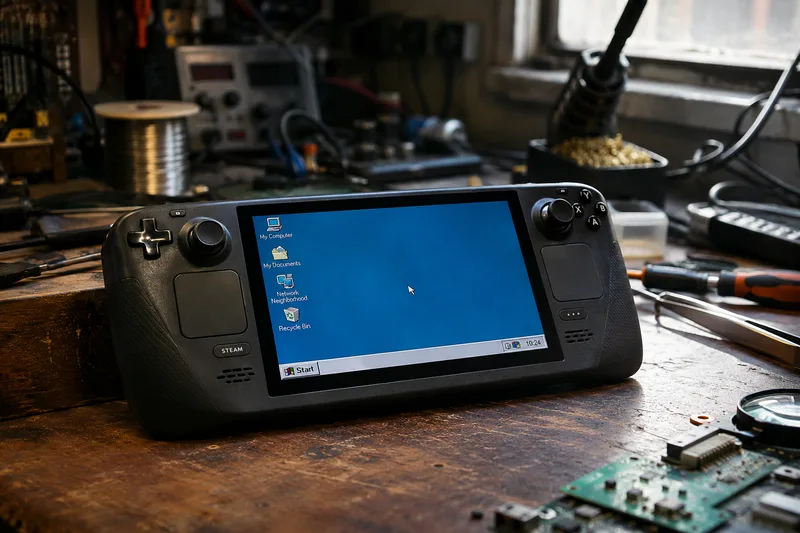 My Computer
My Documents
Network
Neighborhood
Recycle Bin
Start
10:24
STEAM
Y
X
B
A